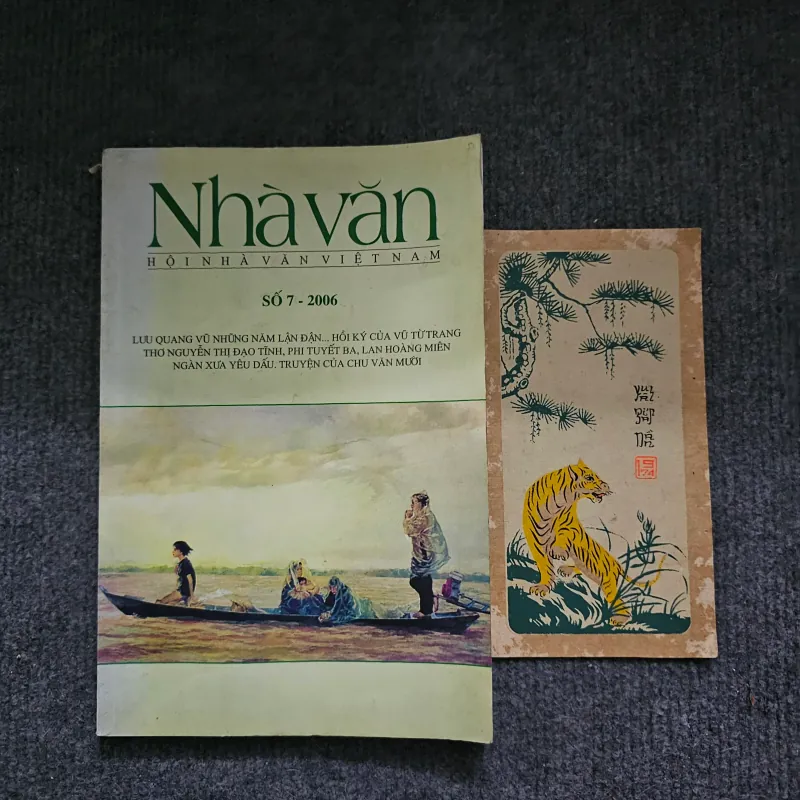 Nhà văn
HỘI NHÀ VĂN VIỆT NAM
SỐ 7 - 2006
LƯU QUANG VŨ NHỮNG NĂM LẬN ĐẬN... HỒI KÝ CỦA VŨ TỪ TRANG
THƠ NGUYỄN THỊ ĐẠO TĨNH, PHI TUYẾT BA, LAN HOÀNG MIÊN
NGÀN XƯA YÊU DẤU. TRUYỆN CỦA CHU VĂN MƯỜI
19
74